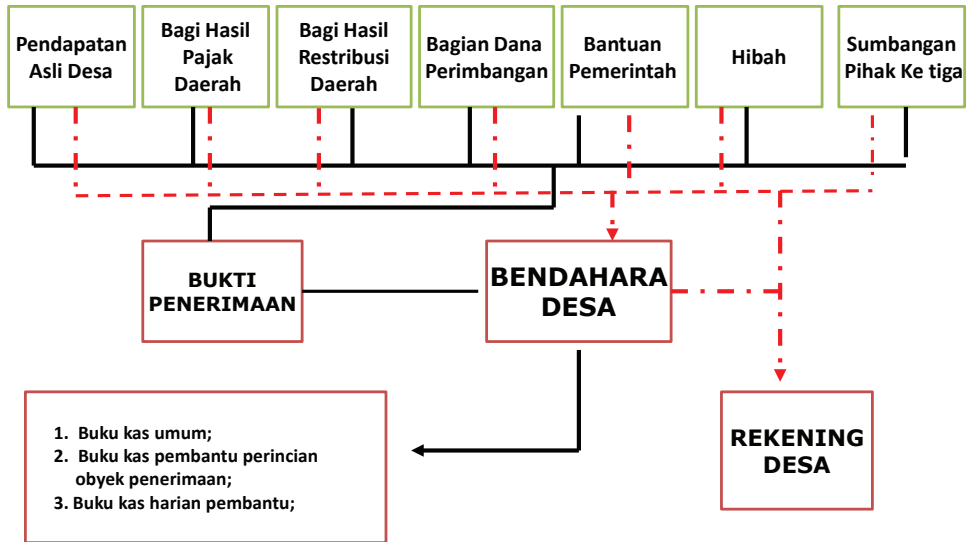 Pendapatan
Asli Desa
Bagi Hasil
Pajak
Daerah
Bagi Hasil
Restribusi
Daerah
Bagian Dana
Perimbangan
Bantuan
Pemerintah
Hibah
Sumbangan
Pihak Ke tiga
BUKTI
PENERIMAAN
BENDAHARA
DESA
1. Buku kas umum;
2. Buku kas pembantu perincian
obyek penerimaan;
3. Buku kas harian pembantu;
REKENING
DESA